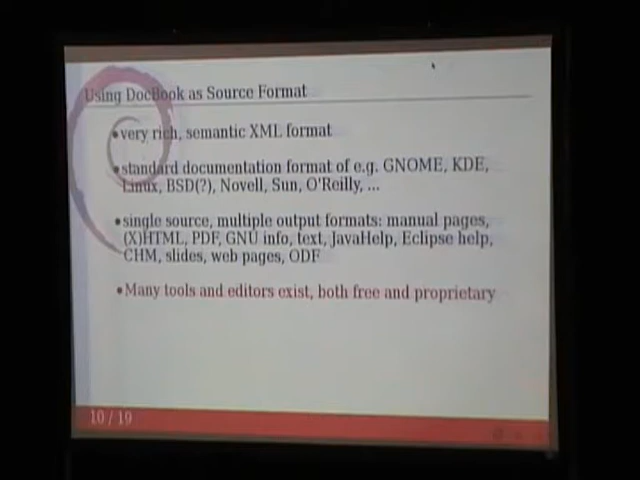 Using DocBook as Source Format
•very rich, semantic XML format
•standard documentation format of e.g. GNOME, KDE,
Linux, BSD(?), Novell, Sun, O'Reilly, ...
•single source, multiple output formats: manual pages,
(X)HTML, PDF, GNU info, text, JavaHelp, Eclipse help,
CHM, slides, web pages, ODF
•Many tools and editors exist, both free and proprietary
10 / 19